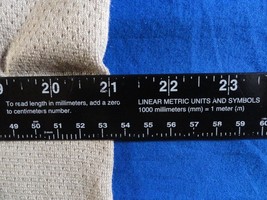 20 21 22 23
To read length in millimeters, add a zero
to centimeters number.
LINEAR METRIC UNITS AND SYMBOLS
1000 millimeters (mm) = 1 meter (m)
49 50 51 52 53 54 55 56 57 58 59 60